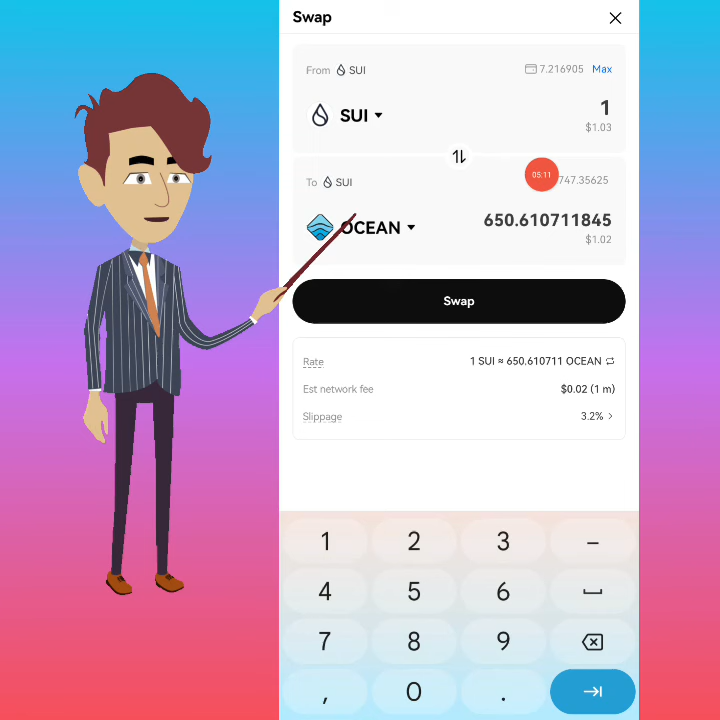 Swap
From SUI 7.216905 Max
SUI 1
$1.03
To SUI 05:11 747.35625
OCEAN 650.610711845
$1.02
Swap
Rate 1 SUI ≈ 650.610711 OCEAN
Est network fee $0.02 (1 m)
Slippage 3.2% >
1 2 3 –
4 5 6
7 8 9
, 0 .